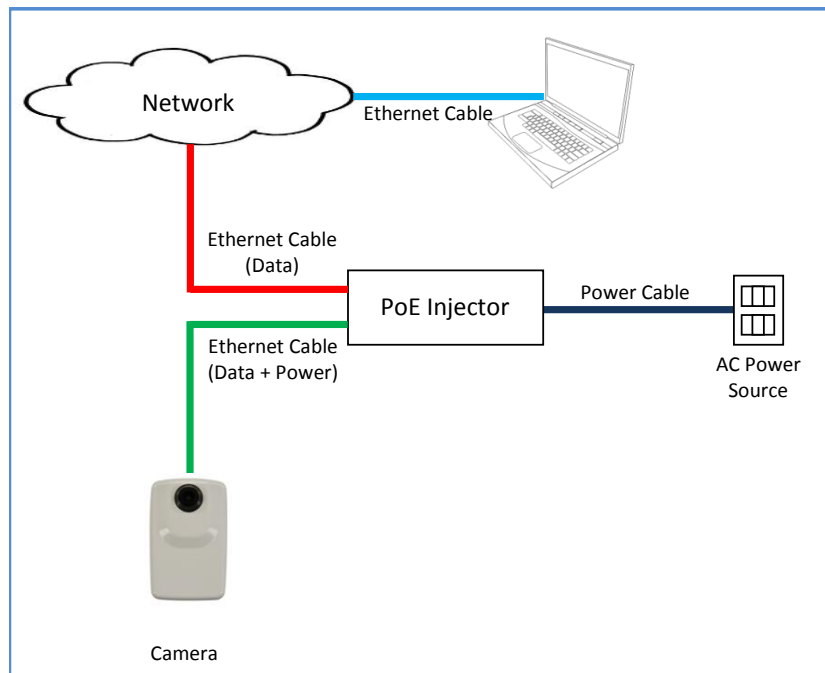 Network
Ethernet Cable
Ethernet Cable
(Data)
PoE Injector
Power Cable
Ethernet Cable
(Data + Power)
AC Power
Source
Camera